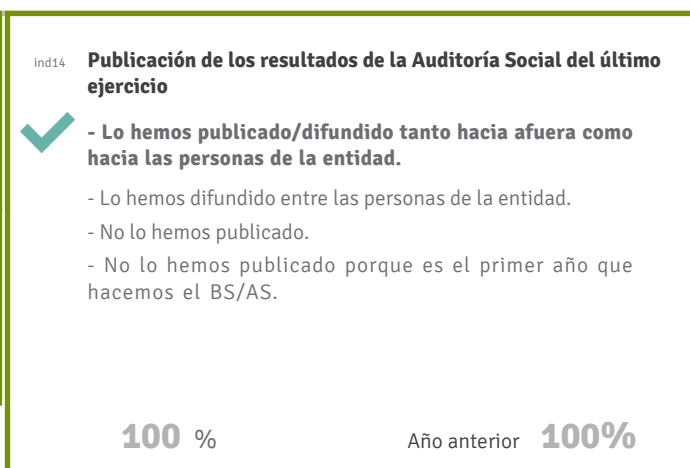 ind14 Publicación de los resultados de la Auditoría Social del último
ejercicio
- Lo hemos publicado/difundido tanto hacia afuera como
hacia las personas de la entidad.
- Lo hemos difundido entre las personas de la entidad.
- No lo hemos publicado.
- No lo hemos publicado porque es el primer año que
hacemos el BS/AS.
100 % Año anterior 100%